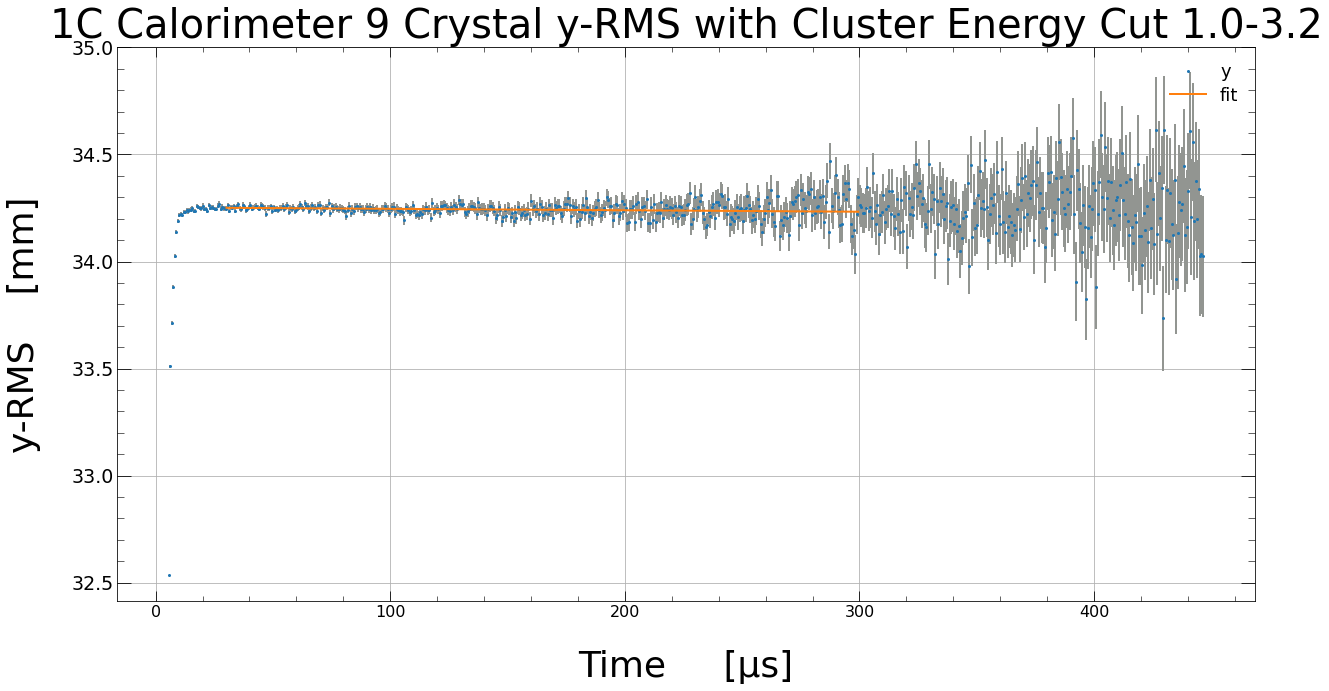 1C Calorimeter 9 Crystal y-RMS with Cluster Energy Cut 1.0-3.2
35.0
34.5
34.0
33.5
33.0
32.5
y-RMS [mm]
y
fit
0 100 200 300 400
Time [µs]